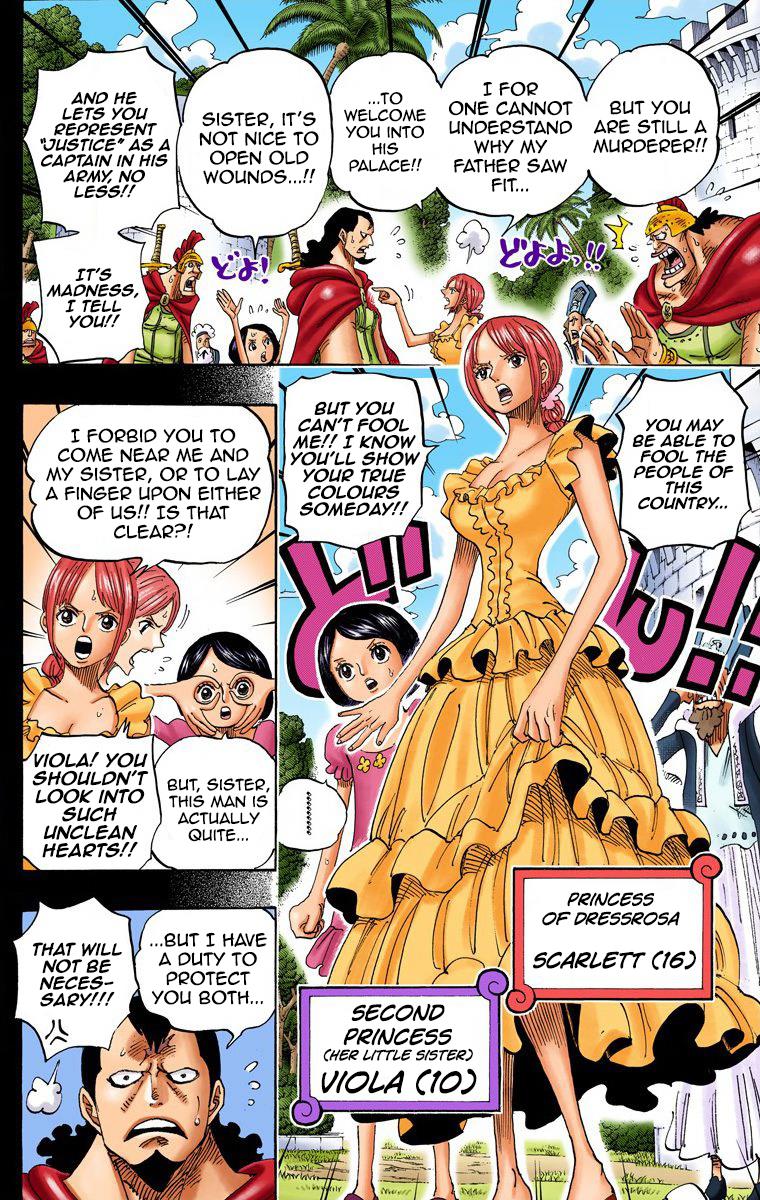 BUT YOU
ARE STILL A
MURDERER!!
I FOR
ONE CANNOT
UNDERSTAND
WHY MY
FATHER SAW
FIT...
...TO
WELCOME
YOU INTO
HIS
PALACE!!
SISTER, IT'S
NOT NICE TO
OPEN OLD
WOUNDS...!!
AND HE
LETS YOU
REPRESENT
"JUSTICE" AS A
CAPTAIN IN HIS
ARMY, NO
LESS!!
IT'S
MADNESS,
I TELL
YOU!!
どよよっ!!
どよ!
YOU MAY
BE ABLE TO
FOOL THE
PEOPLE OF
THIS
COUNTRY...
BUT YOU
CAN'T FOOL
ME!! I KNOW
YOU'LL SHOW
YOUR TRUE
COLOURS
SOMEDAY!!
どん!!
.........
PRINCESS
OF DRESSROSA
SCARLETT (16)
SECOND
PRINCESS
(HER LITTLE SISTER)
VIOLA (10)
I FORBID YOU TO
COME NEAR ME AND
MY SISTER, OR TO LAY
A FINGER UPON EITHER
OF US!! IS THAT
CLEAR?!
BUT, SISTER,
THIS MAN IS
ACTUALLY
QUITE...
VIOLA! YOU
SHOULDN'T
LOOK INTO
SUCH
UNCLEAN
HEARTS!!
...BUT I HAVE
A DUTY TO
PROTECT
YOU BOTH...
THAT WILL
NOT BE
NECES-
SARY!!!